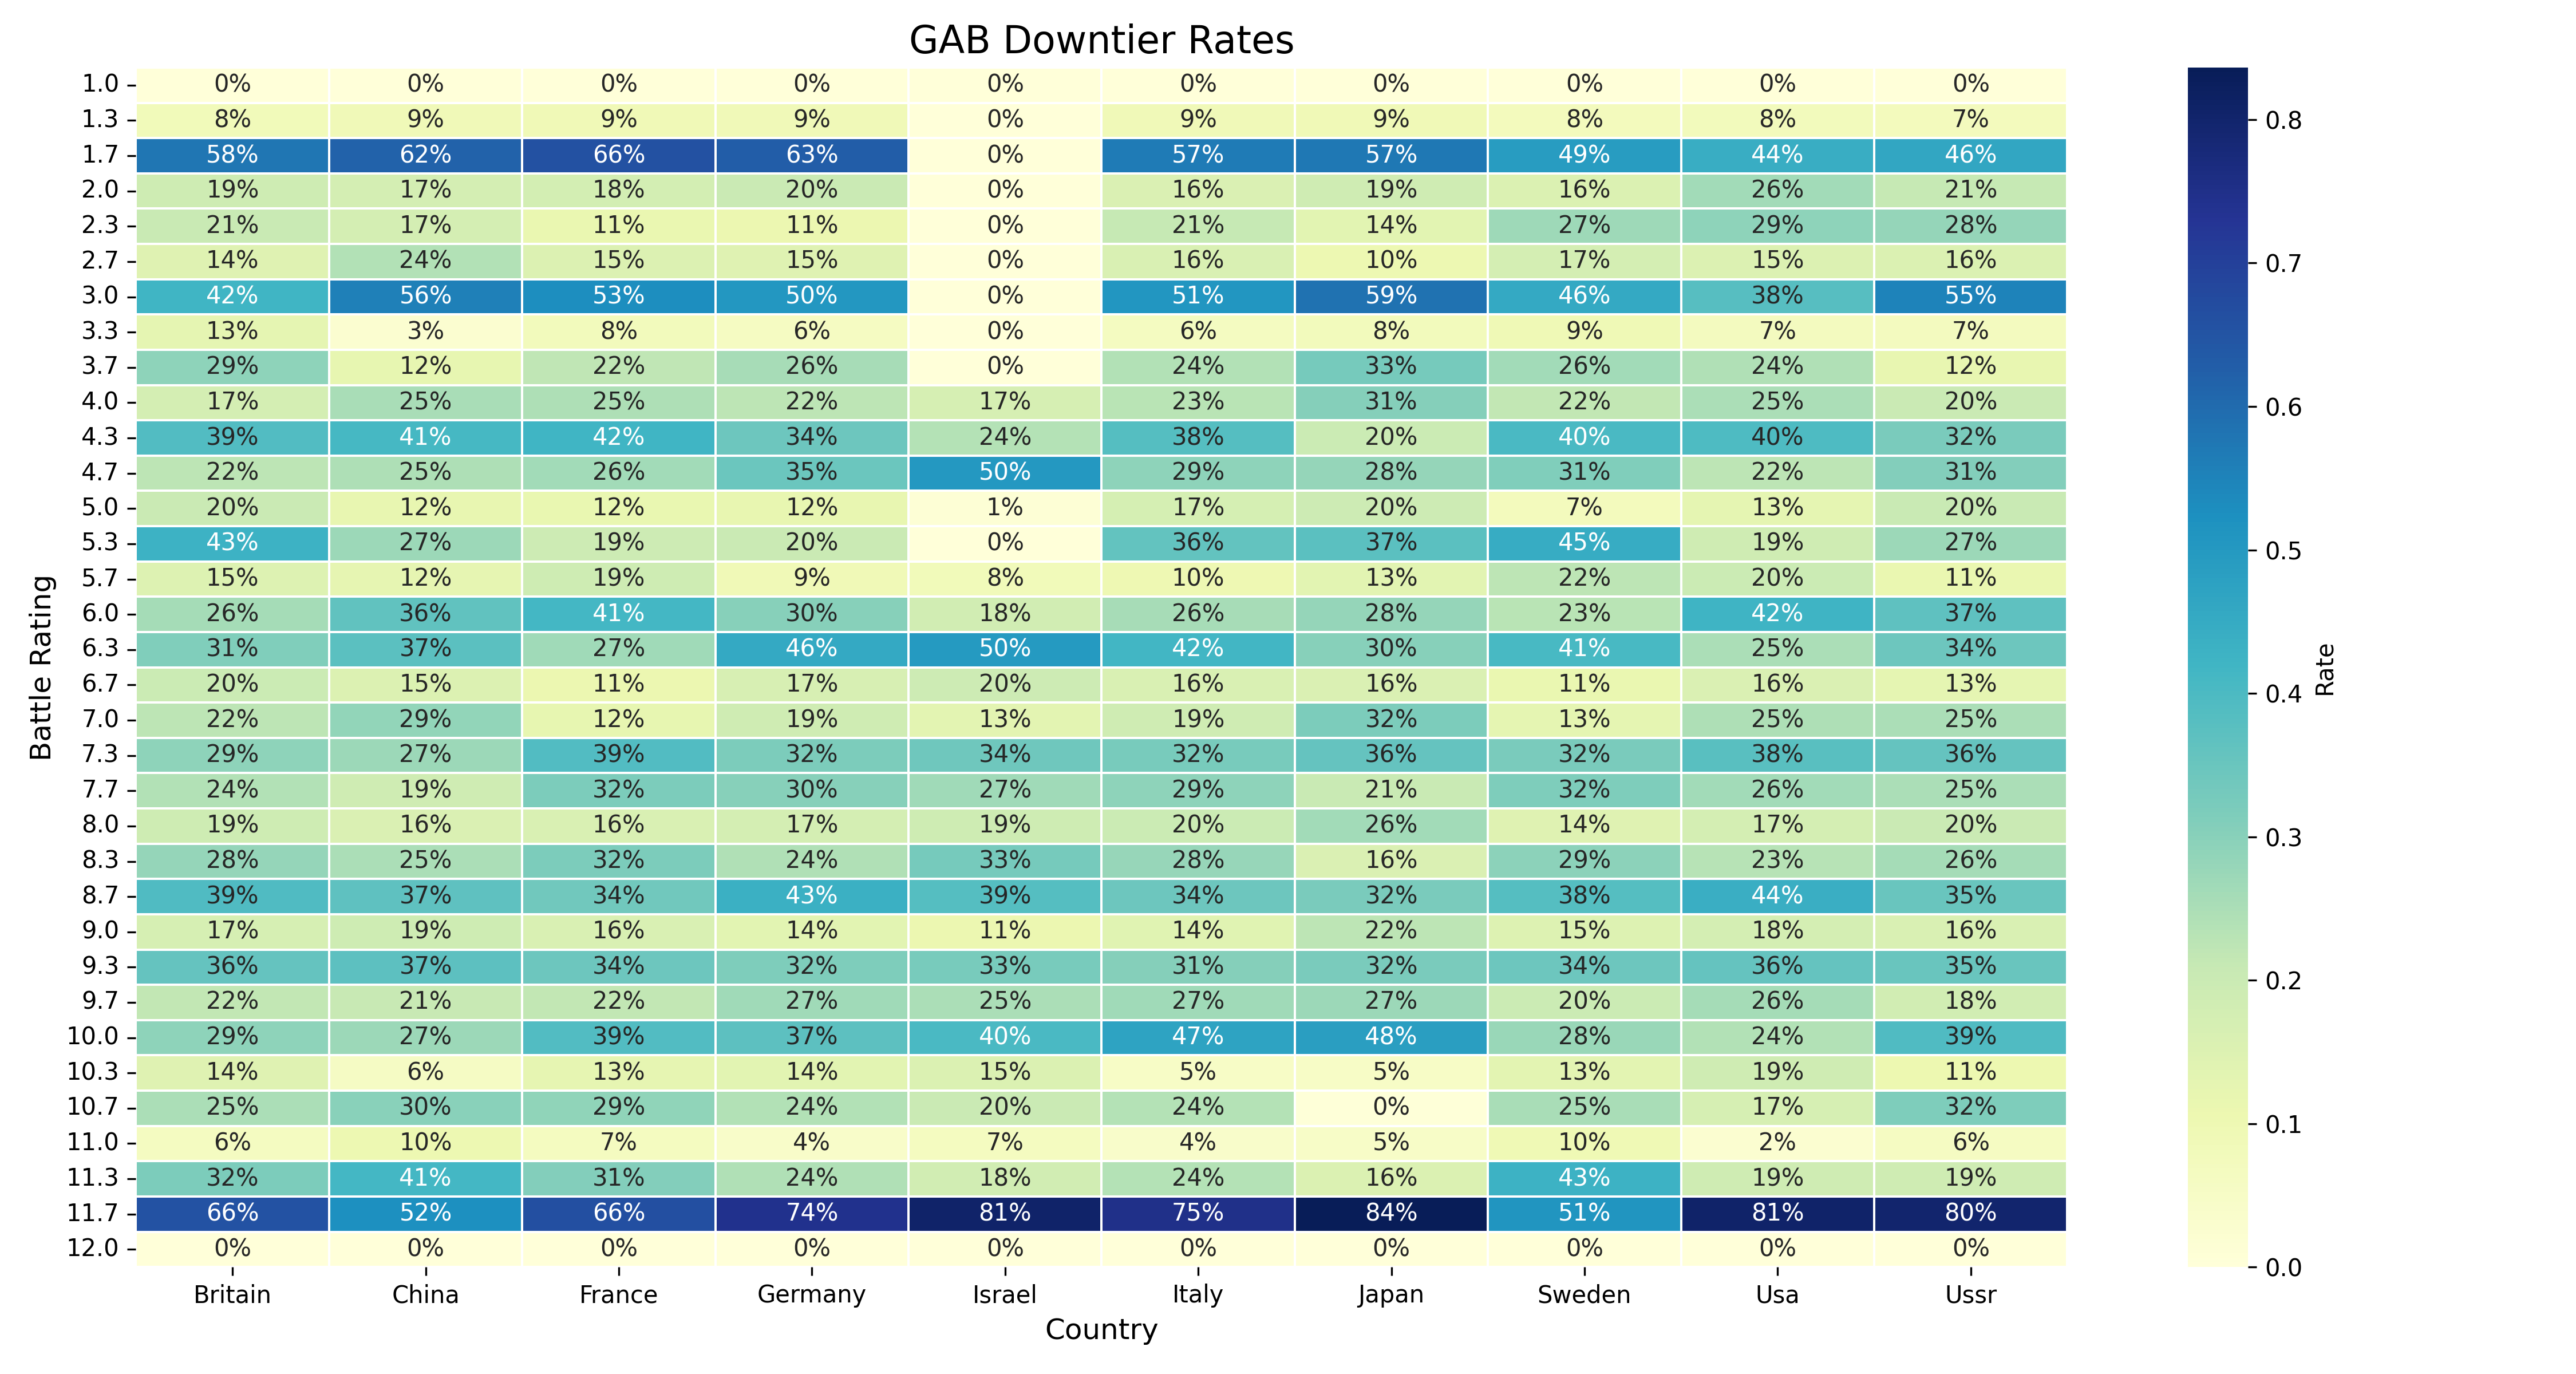 GAB Downtier Rates
1.0 0% 0% 0% 0% 0% 0% 0% 0% 0% 0%
1.3 8% 9% 9% 9% 0% 9% 9% 8% 8% 7%
1.7 58% 62% 66% 63% 0% 57% 57% 49% 44% 46%
2.0 19% 17% 18% 20% 0% 16% 19% 16% 26% 21%
2.3 21% 17% 11% 11% 0% 21% 14% 27% 29% 28%
2.7 14% 24% 15% 15% 0% 16% 10% 17% 15% 16%
3.0 42% 56% 53% 50% 0% 51% 59% 46% 38% 55%
3.3 13% 3% 8% 6% 0% 6% 8% 9% 7% 7%
3.7 29% 12% 22% 26% 0% 24% 33% 26% 24% 12%
4.0 17% 25% 25% 22% 17% 23% 31% 22% 25% 20%
4.3 39% 41% 42% 34% 24% 38% 20% 40% 40% 32%
4.7 22% 25% 26% 35% 50% 29% 28% 31% 22% 31%
5.0 20% 12% 12% 12% 1% 17% 20% 7% 13% 20%
5.3 43% 27% 19% 20% 0% 36% 37% 45% 19% 27%
5.7 15% 12% 19% 9% 8% 10% 13% 22% 20% 11%
6.0 26% 36% 41% 30% 18% 26% 28% 23% 42% 37%
6.3 31% 37% 27% 46% 50% 42% 30% 41% 25% 34%
6.7 20% 15% 11% 17% 20% 16% 16% 11% 16% 13%
7.0 22% 29% 12% 19% 13% 19% 32% 13% 25% 25%
7.3 29% 27% 39% 32% 34% 32% 36% 32% 38% 36%
7.7 24% 19% 32% 30% 27% 29% 21% 32% 26% 25%
8.0 19% 16% 16% 17% 19% 20% 26% 14% 17% 20%
8.3 28% 25% 32% 24% 33% 28% 16% 29% 23% 26%
8.7 39% 37% 34% 43% 39% 34% 32% 38% 44% 35%
9.0 17% 19% 16% 14% 11% 14% 22% 15% 18% 16%
9.3 36% 37% 34% 32% 33% 31% 32% 34% 36% 35%
9.7 22% 21% 22% 27% 25% 27% 27% 20% 26% 18%
10.0 29% 27% 39% 37% 40% 47% 48% 28% 24% 39%
10.3 14% 6% 13% 14% 15% 5% 5% 13% 19% 11%
10.7 25% 30% 29% 24% 20% 24% 0% 25% 17% 32%
11.0 6% 10% 7% 4% 7% 4% 5% 10% 2% 6%
11.3 32% 41% 31% 24% 18% 24% 16% 43% 19% 19%
11.7 66% 52% 66% 74% 81% 75% 84% 51% 81% 80%
12.0 0% 0% 0% 0% 0% 0% 0% 0% 0% 0%
Britain China France Germany Israel Italy Japan Sweden Usa Ussr
Country
Battle Rating
0.8
0.7
0.6
0.5
0.4
0.3
0.2
0.1
0.0
Rate